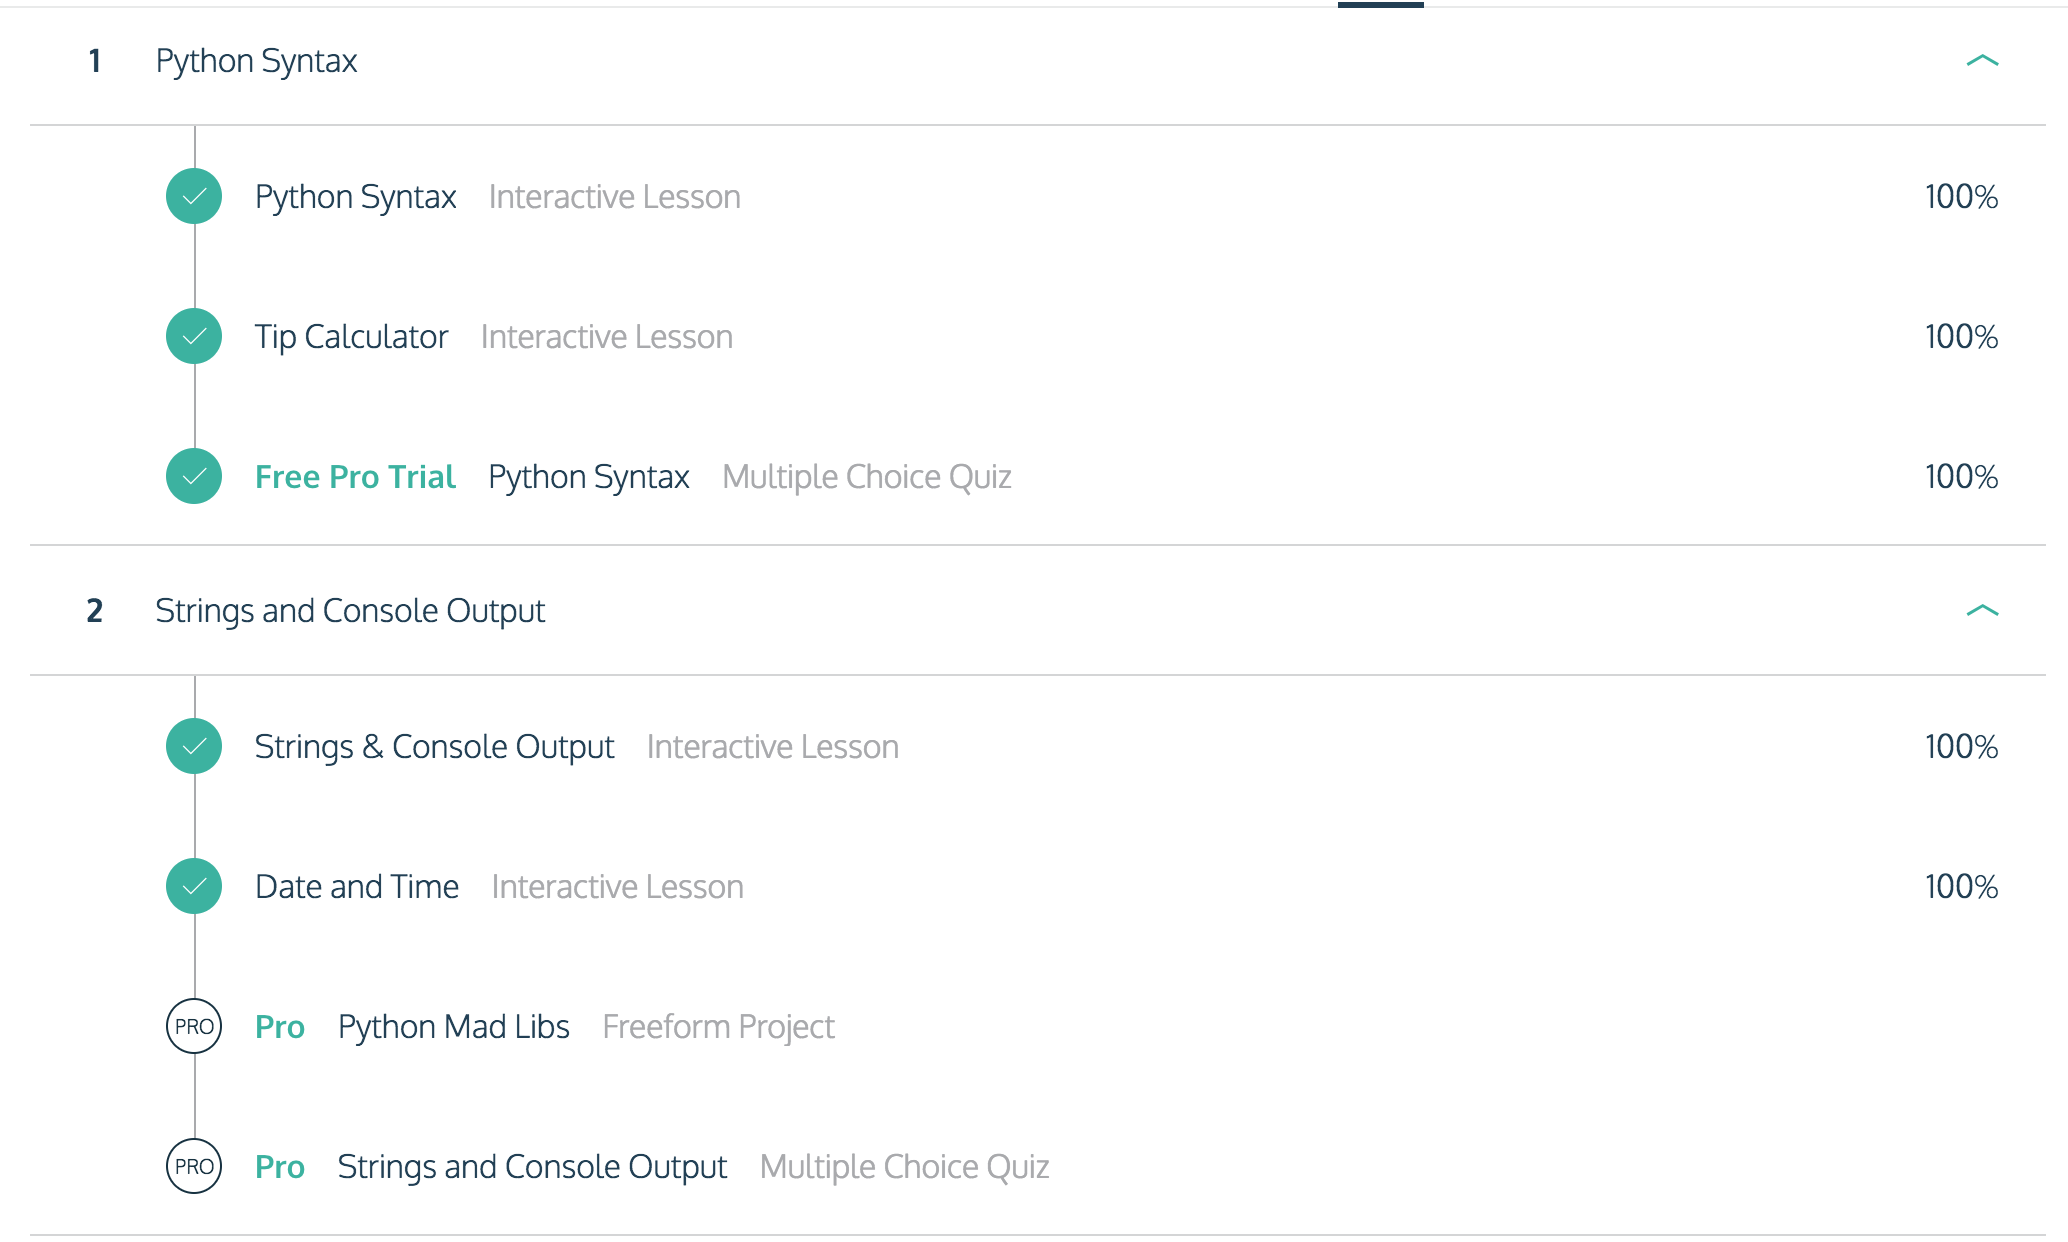 1 Python Syntax
Python Syntax Interactive Lesson 100%
Tip Calculator Interactive Lesson 100%
Free Pro Trial Python Syntax Multiple Choice Quiz 100%
2 Strings and Console Output
Strings & Console Output Interactive Lesson 100%
Date and Time Interactive Lesson 100%
PRO Pro Python Mad Libs Freeform Project
PRO Pro Strings and Console Output Multiple Choice Quiz